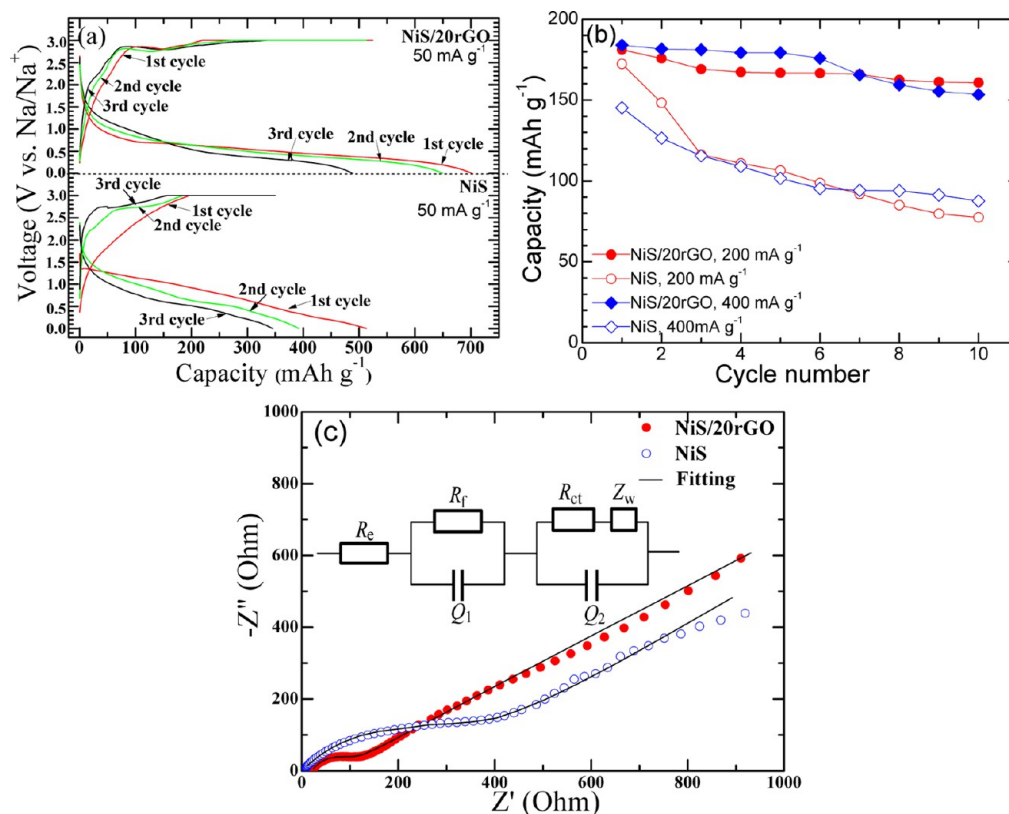 (a)
NiS/20rGO
50 mA g⁻¹
1st cycle
2nd cycle
3rd cycle
3rd cycle
2nd cycle
1st cycle
3rd cycle
2nd cycle
1st cycle
NiS
50 mA g⁻¹
2nd cycle
1st cycle
3rd cycle
Voltage (V vs. Na/Na⁺)
3.0
2.5
2.0
1.5
1.0
0.5
0.0
3.0
2.5
2.0
1.5
1.0
0.5
0.0
0 100 200 300 400 500 600 700
Capacity (mAh g⁻¹)
(b)
Capacity (mAh g⁻¹)
200
150
100
50
0
NiS/20rGO, 200 mA g⁻¹
NiS, 200 mA g⁻¹
NiS/20rGO, 400 mA g⁻¹
NiS, 400mA g⁻¹
0 2 4 6 8 10
Cycle number
(c)
NiS/20rGO
NiS
Fitting
Rₑ
R_f
Q₁
R_ct
Z_w
Q₂
-Z'' (Ohm)
1000
800
600
400
200
0
0 200 400 600 800 1000
Z' (Ohm)